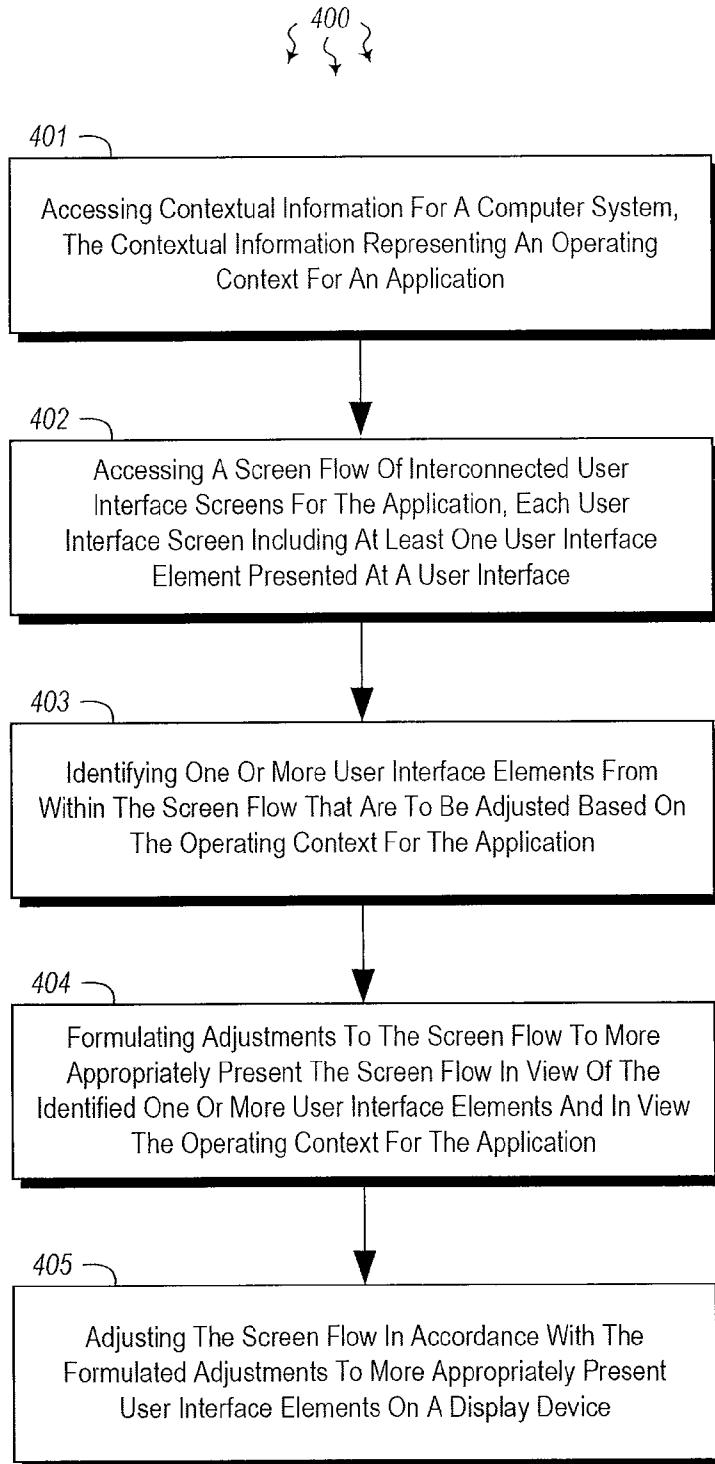 400
401
Accessing Contextual Information For A Computer System,
The Contextual Information Representing An Operating
Context For An Application
402
Accessing A Screen Flow Of Interconnected User
Interface Screens For The Application, Each User
Interface Screen Including At Least One User Interface
Element Presented At A User Interface
403
Identifying One Or More User Interface Elements From
Within The Screen Flow That Are To Be Adjusted Based On
The Operating Context For The Application
404
Formulating Adjustments To The Screen Flow To More
Appropriately Present The Screen Flow In View Of The
Identified One Or More User Interface Elements And In View
The Operating Context For The Application
405
Adjusting The Screen Flow In Accordance With The
Formulated Adjustments To More Appropriately Present
User Interface Elements On A Display Device